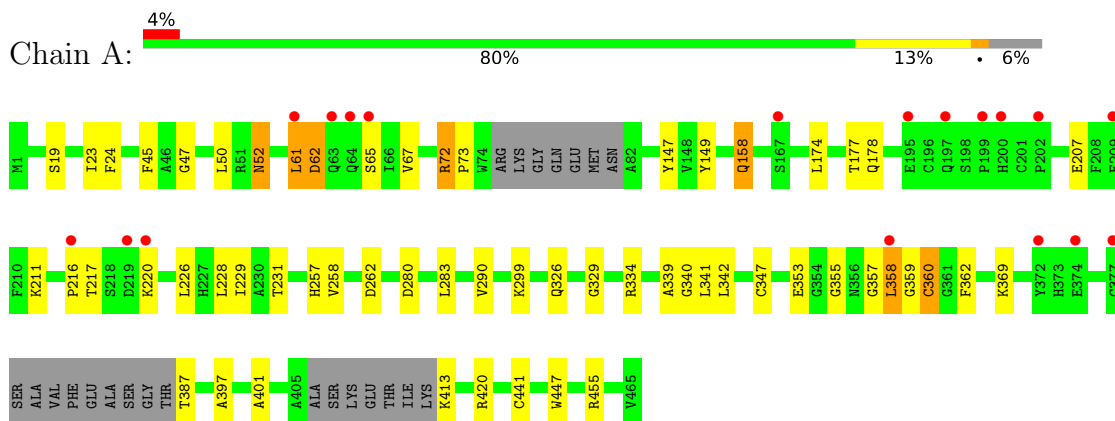 4%
Chain A:
80% 13% • 6%
M1 S19 I23 F24 F45 A46 G47 L50 R51 N52 L61 D62 Q63 Q64 S65 I66 V67 R72 P73 W74 ARG LYS GLY GLN GLU MET ASN A82 Y147 V148 Y149 Q158 S167 L174 T177 Q178 E195 C196 Q197 S198 P199 H200 C201 P202 E207 F208
F210 K211 P216 T217 S218 D219 K220 L226 H227 L228 I229 A230 T231 H257 V258 D262 D280 L283 V290 K299 Q326 G329 R334 A339 G340 L341 L342 C347 E353 G354 G355 N356 G357 L358 G359 C360 G361 F362 K369 Y372 H373 E374
SER ALA VAL PHE GLU ALA SER GLY THR T387 A397 A401 A405 ALA SER LYS GLU THR ILE LYS K413 R420 C441 W447 R455 V465